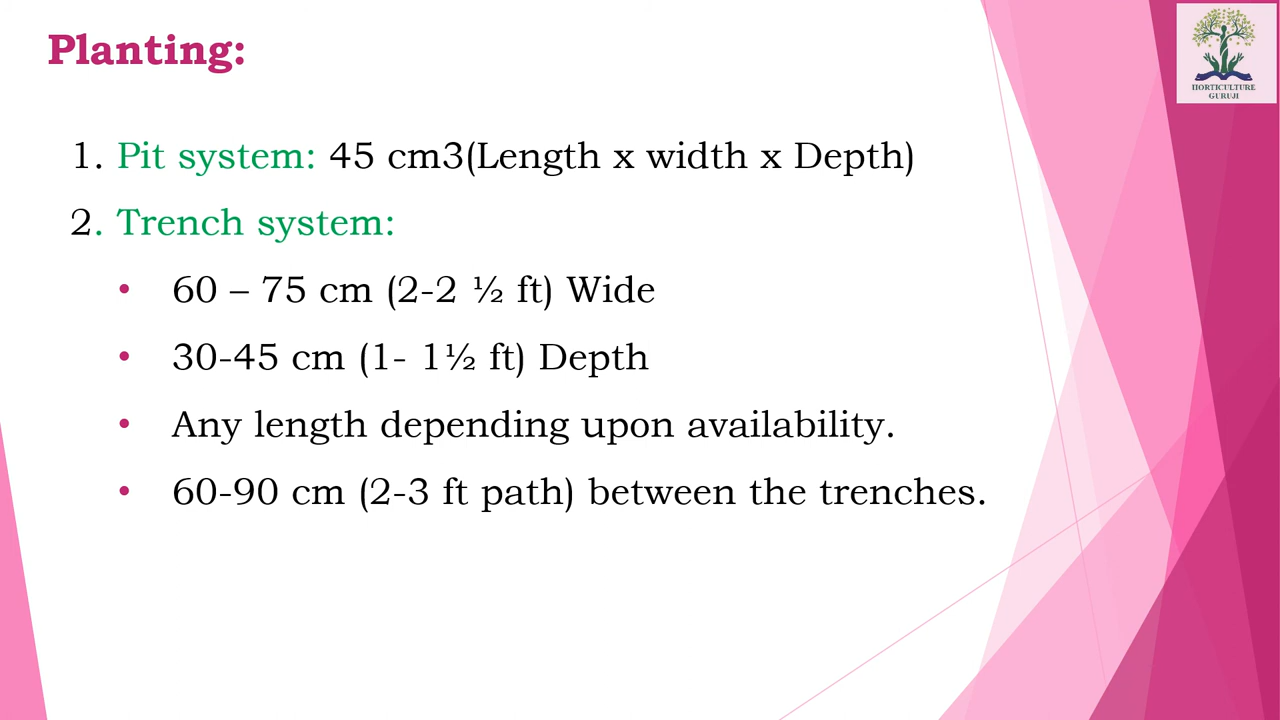 Planting:
HORTICULTURE
GURUJI
1. Pit system: 45 cm3(Length x width x Depth)
2. Trench system:
• 60 – 75 cm (2-2 ½ ft) Wide
• 30-45 cm (1- 1½ ft) Depth
• Any length depending upon availability.
• 60-90 cm (2-3 ft path) between the trenches.